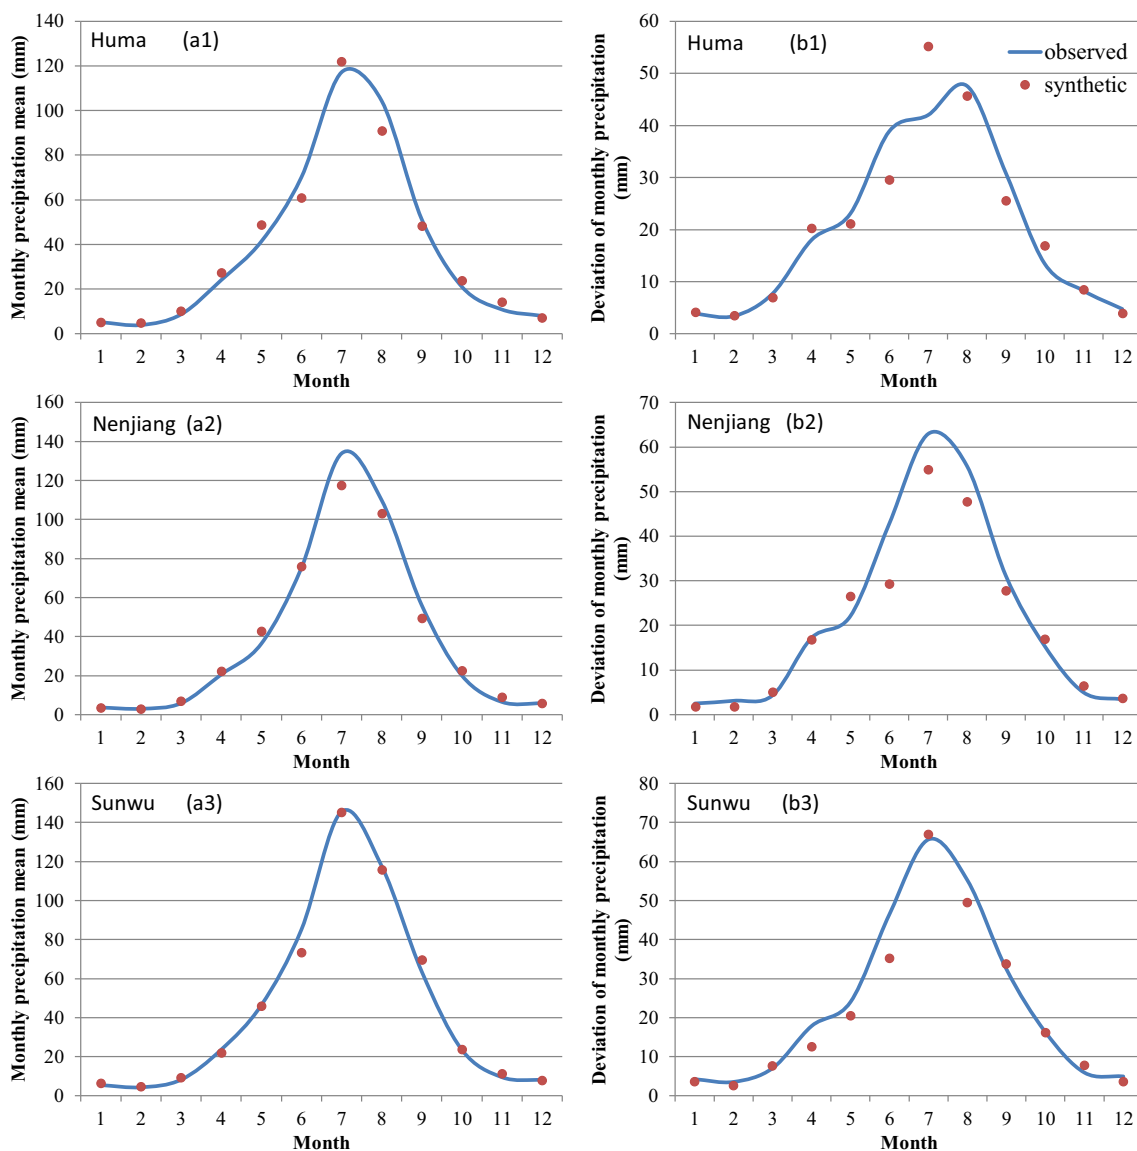 Huma (a1)
Monthly precipitation mean (mm)
140
120
100
80
60
40
20
0
1 2 3 4 5 6 7 8 9 10 11 12
Month
Huma (b1)
observed
synthetic
Deviation of monthly precipitation
(mm)
60
50
40
30
20
10
0
1 2 3 4 5 6 7 8 9 10 11 12
Month
Nenjiang (a2)
Monthly precipitation mean (mm)
160
140
120
100
80
60
40
20
0
1 2 3 4 5 6 7 8 9 10 11 12
Month
Nenjiang (b2)
Deviation of monthly precipitation
(mm)
70
60
50
40
30
20
10
0
1 2 3 4 5 6 7 8 9 10 11 12
Month
Sunwu (a3)
Monthly precipitation mean (mm)
160
140
120
100
80
60
40
20
0
1 2 3 4 5 6 7 8 9 10 11 12
Month
Sunwu (b3)
Deviation of monthly precipitation
(mm)
80
70
60
50
40
30
20
10
0
1 2 3 4 5 6 7 8 9 10 11 12
Month